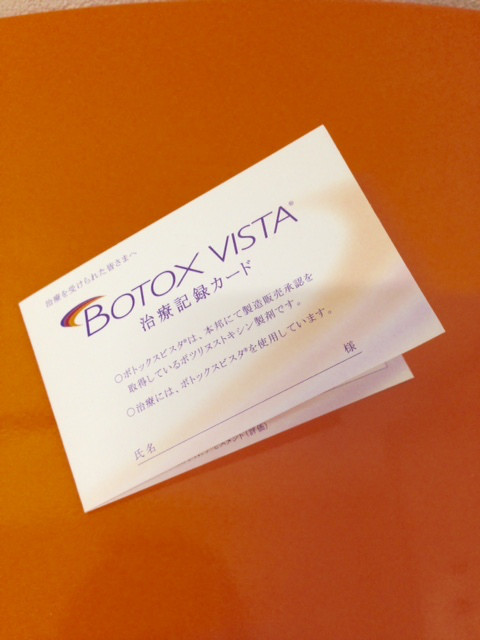 治療を受けられた皆さまへ
BOTOX VISTA®
治療記録カード
○ボトックスビスタ®は、本邦にて製造販売承認を
取得しているボツリヌストキシン製剤です。
○治療には、ボトックスビスタ®を使用しています。
氏名 様
(評価)